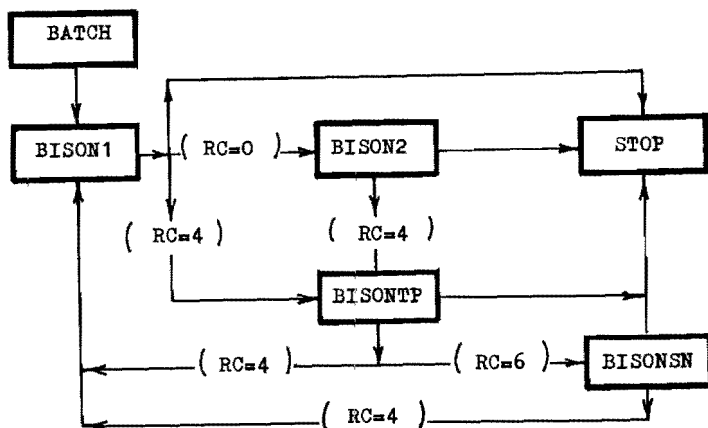 BATCH
BISON1
( RC=0 )
BISON2
STOP
( RC=4 )
( RC=4 )
BISONTP
( RC=4 )
( RC=6 )
BISONSN
( RC=4 )